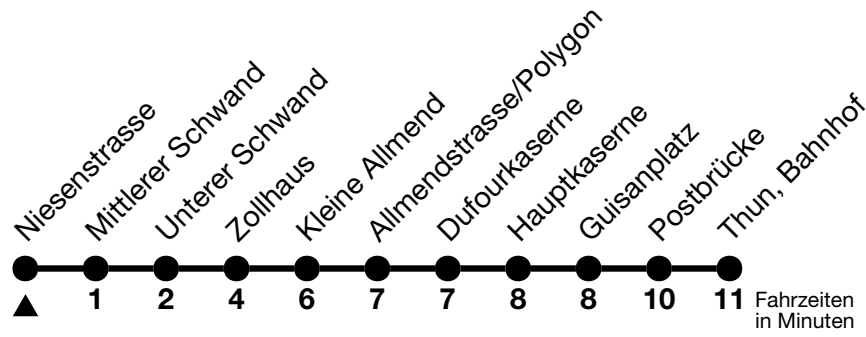 Niesenstrasse
Mittlerer Schwand
Unterer Schwand
Zollhaus
Kleine Allmend
Allmendstrasse/Polygon
Dufourkaserne
Hauptkaserne
Guisanplatz
Postbrücke
Thun, Bahnhof
1 2 4 6 7 7 8 8 10 11 Fahrzeiten
in Minuten